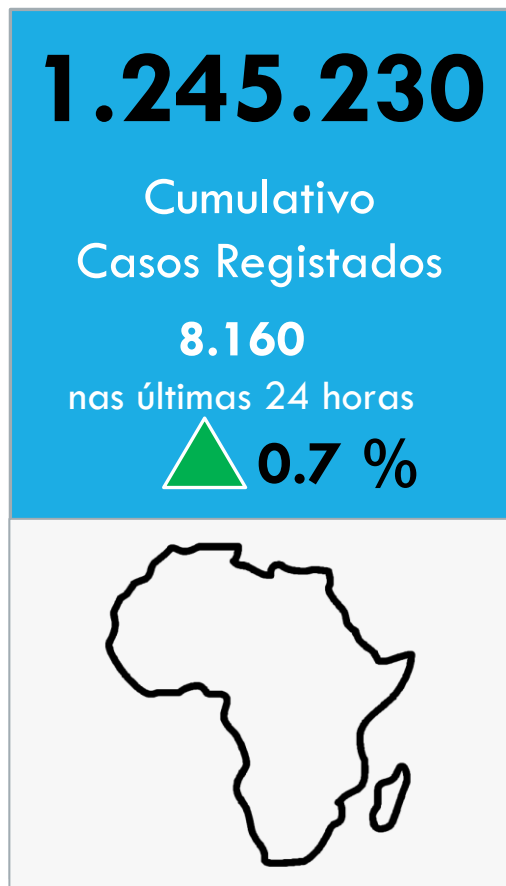 1.245.230
Cumulativo
Casos Registados
8.160
nas últimas 24 horas
0.7 %